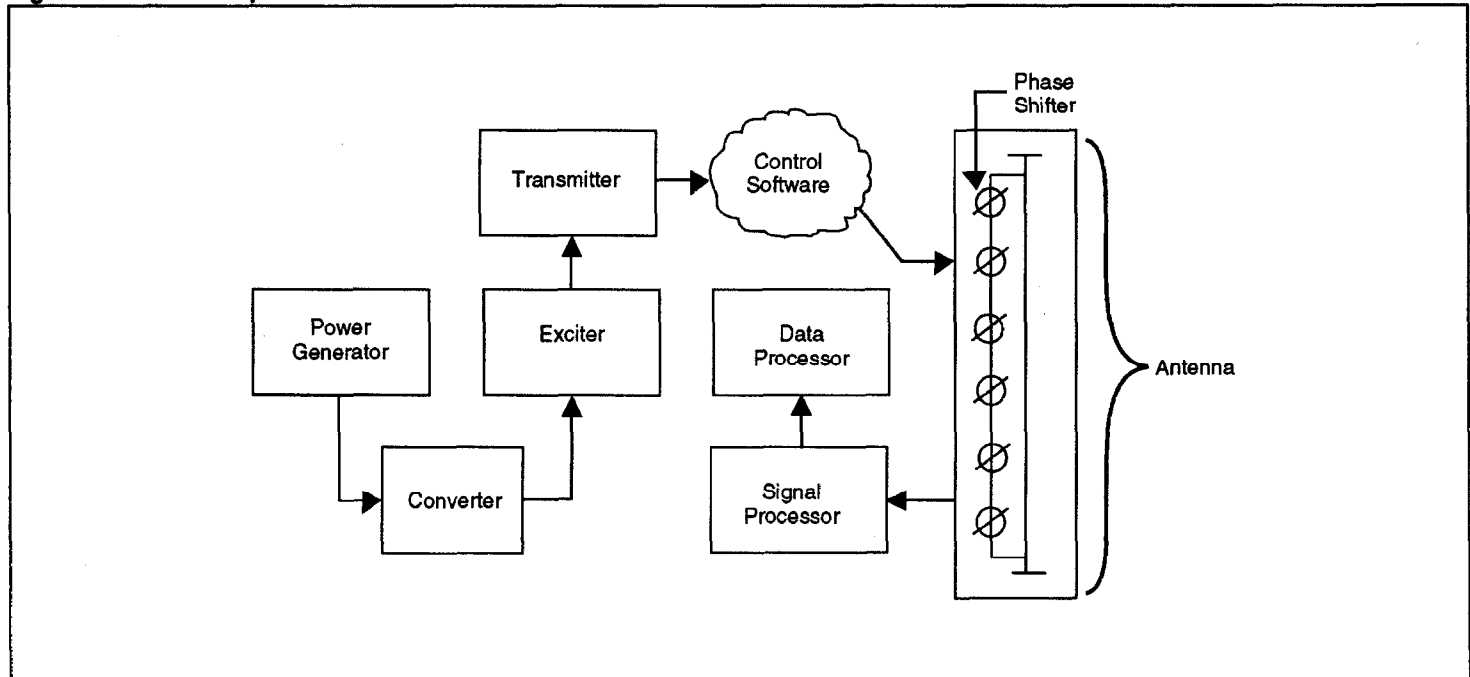 Phase
Shifter
Transmitter
Control
Software
Power
Generator
Exciter
Data
Processor
Antenna
Converter
Signal
Processor